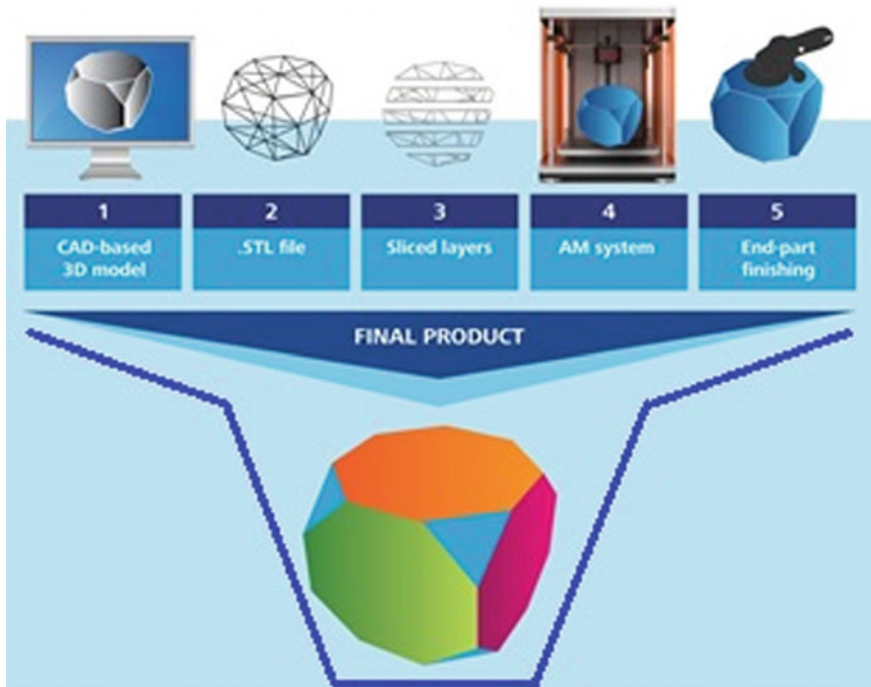 1
CAD-based
3D model
2
.STL file
3
Sliced layers
4
AM system
5
End-part
finishing
FINAL PRODUCT